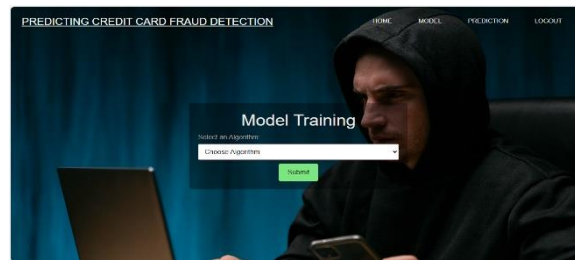 PREDICTING CREDIT CARD FRAUD DETECTION
HOME MODEL PREDICTION LOGOUT
Model Training
Select an Algorithm:
Choose Algorithm
Submit